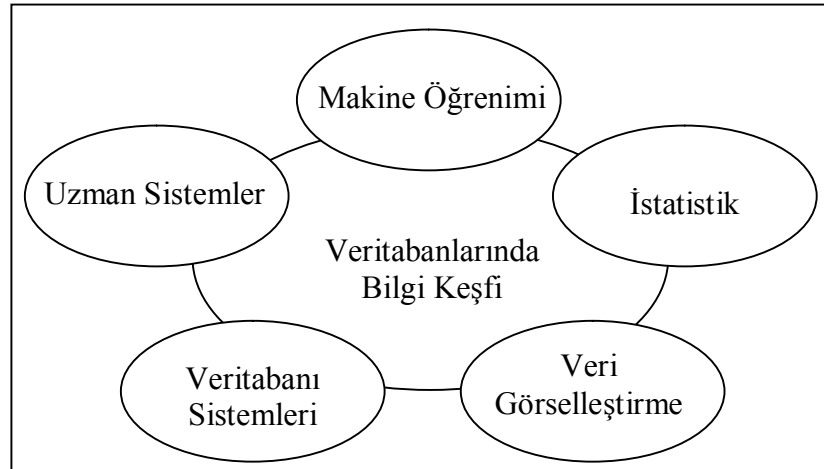 Makine Öğrenimi
Uzman Sistemler
İstatistik
Veritabanlarında
Bilgi Keşfi
Veritabanı
Sistemleri
Veri
Görselleştirme